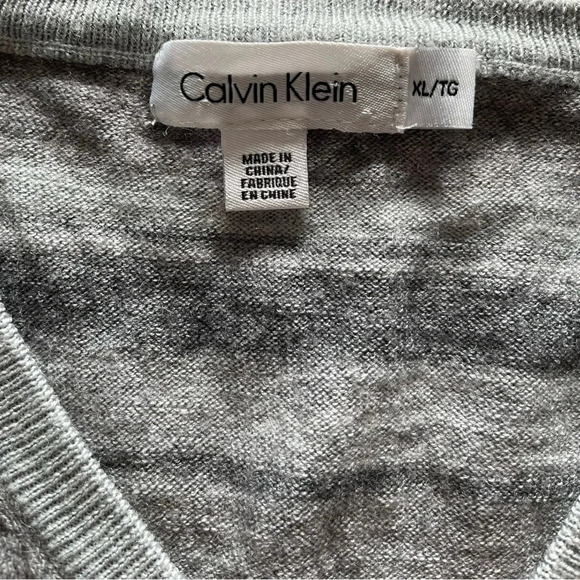 Calvin Klein
XL/TG
MADE IN
CHINA/
FABRIQUE
EN CHINE